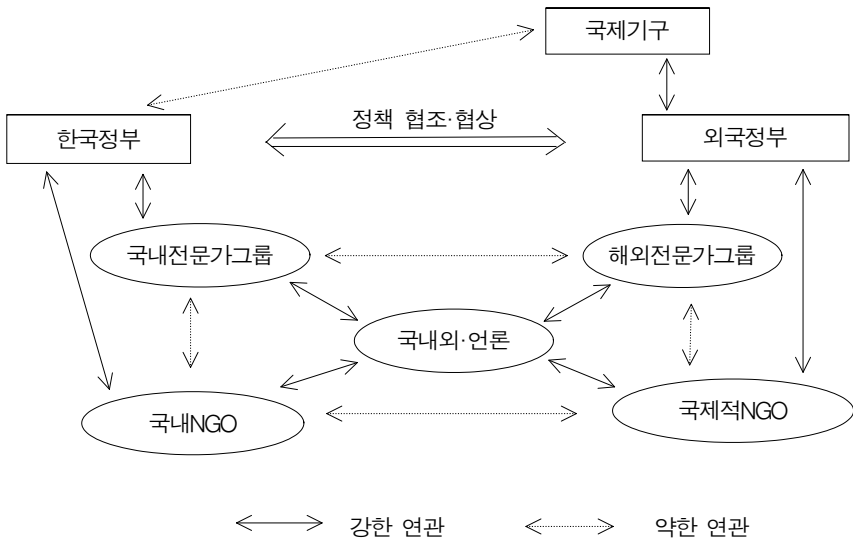 국제기구
정책 협조·협상
한국정부
외국정부
국내전문가그룹
해외전문가그룹
국내외·언론
국내NGO
국제적NGO
강한 연관
약한 연관